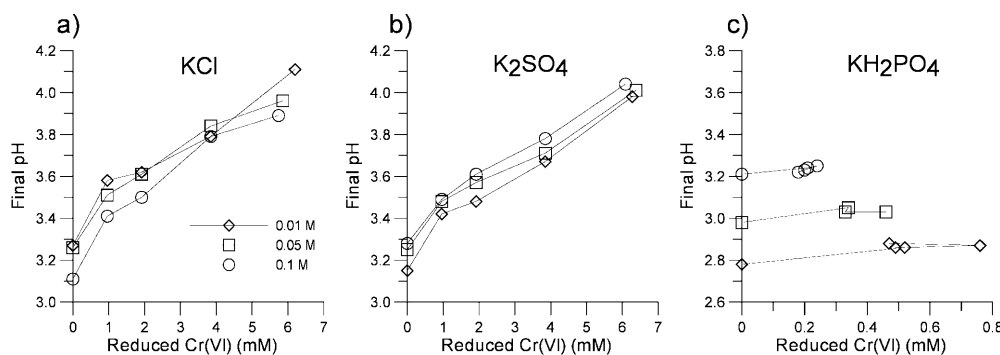 a)
KCl
4.2
4.0
3.8
3.6
3.4
3.2
3.0
Final pH
0 1 2 3 4 5 6 7
Reduced Cr(VI) (mM)
0.01 M
0.05 M
0.1 M
b)
K2SO4
4.2
4.0
3.8
3.6
3.4
3.2
3.0
Final pH
0 1 2 3 4 5 6 7
Reduced Cr(VI) (mM)
c)
KH2PO4
3.8
3.6
3.4
3.2
3.0
2.8
2.6
Final pH
0 0.2 0.4 0.6 0.8
Reduced Cr(VI) (mM)